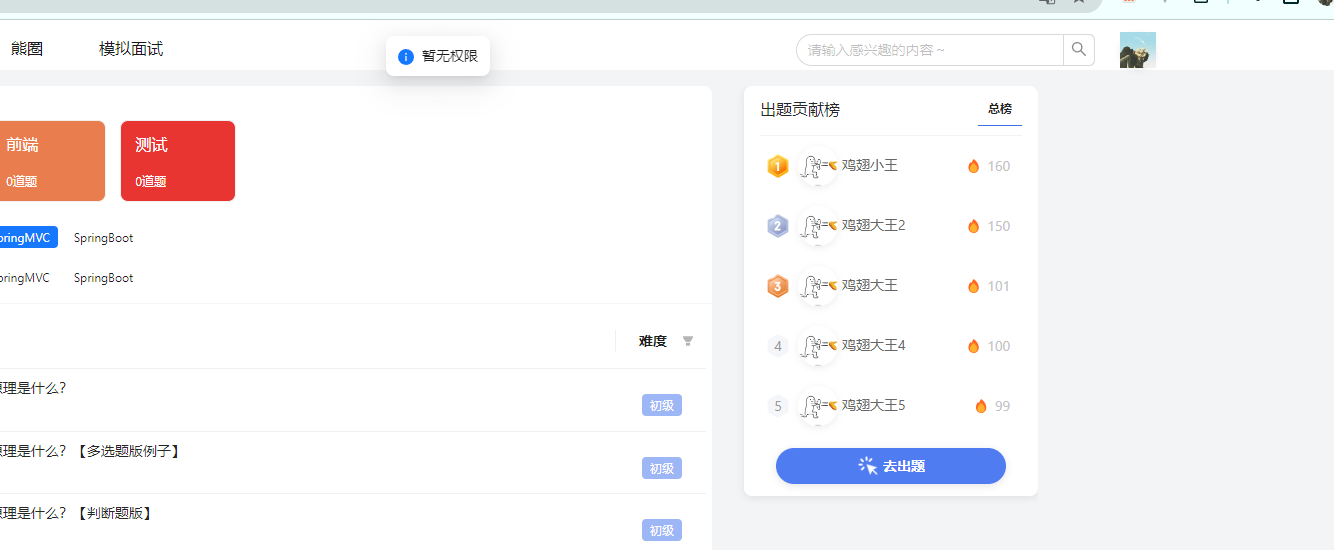 熊圈 模拟面试
暂无权限
请输入感兴趣的内容~
前端
0道题
测试
0道题
pringMVC SpringBoot
pringMVC SpringBoot
难度
理是什么?
初级
理是什么? 【多选题版例子】
初级
理是什么? 【判断题版】
初级
出题贡献榜 总榜
1 鸡翅小王 160
2 鸡翅大王2 150
3 鸡翅大王 101
4 鸡翅大王4 100
5 鸡翅大王5 99
去出题